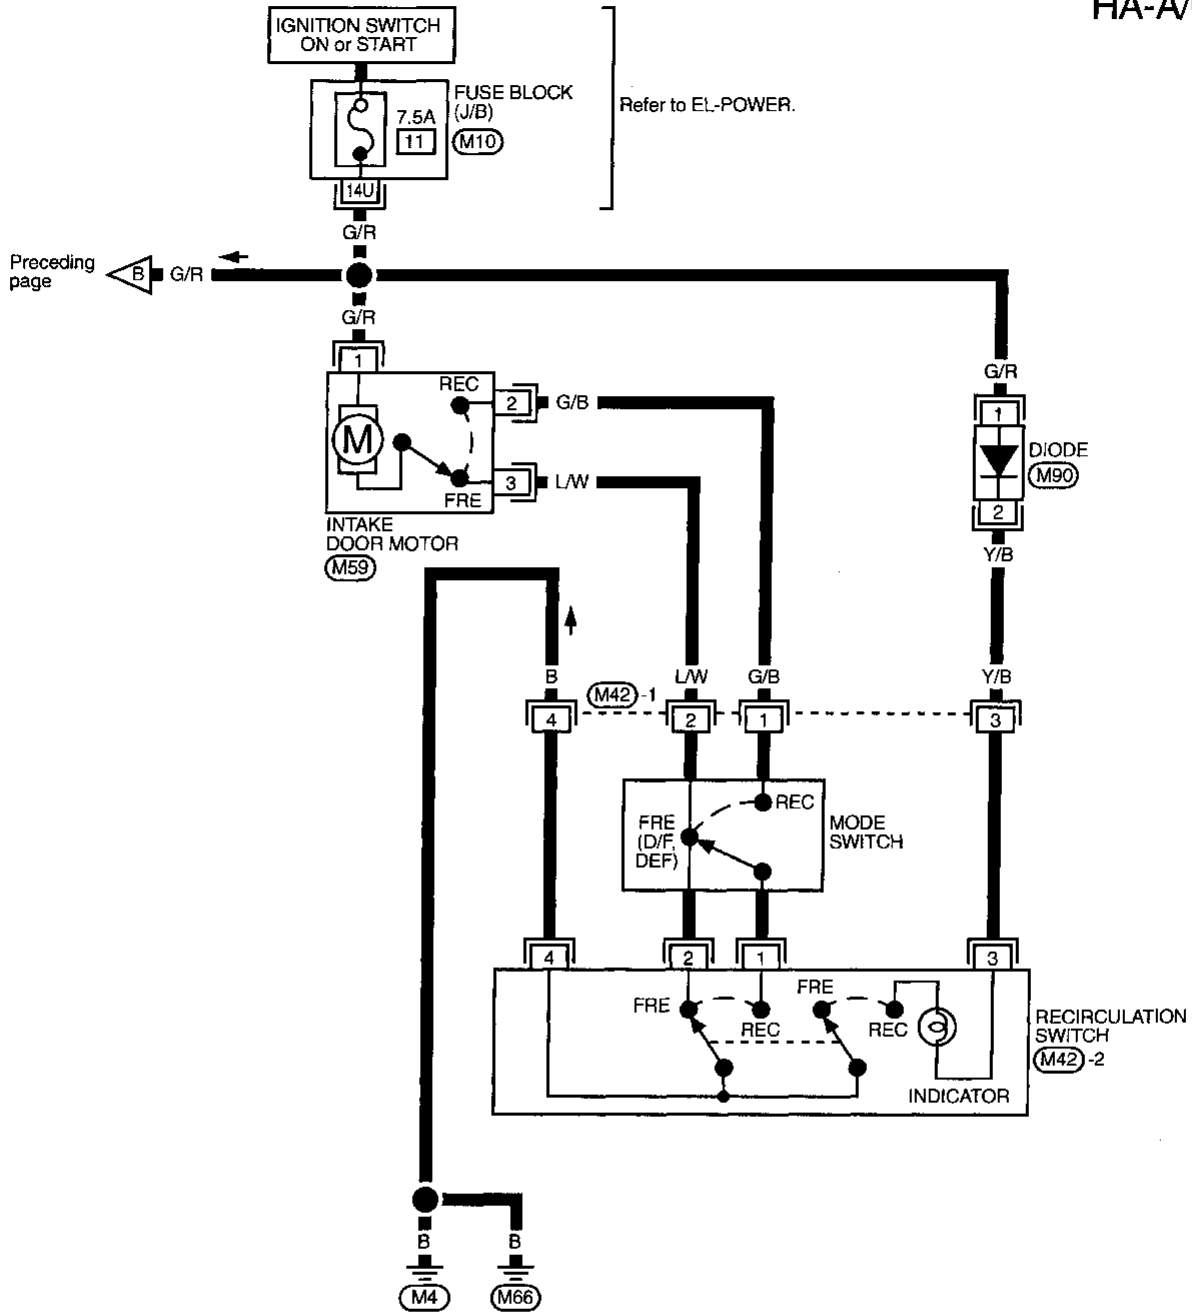 HA-A/
IGNITION SWITCH
ON or START
FUSE BLOCK
(J/B)
7.5A
11
M10
Refer to EL-POWER.
14U
G/R
Preceding
page
B
G/R
G/R
1
REC
2
G/B
M
3
L/W
FRE
INTAKE
DOOR MOTOR
M59
G/R
1
DIODE
M90
2
Y/B
B
L/W
G/B
Y/B
M42 -1
4
2
1
3
REC
FRE
(D/F,
DEF)
MODE
SWITCH
4
2
1
3
FRE
REC
FRE
REC
INDICATOR
RECIRCULATION
SWITCH
M42 -2
B
B
M4
M66